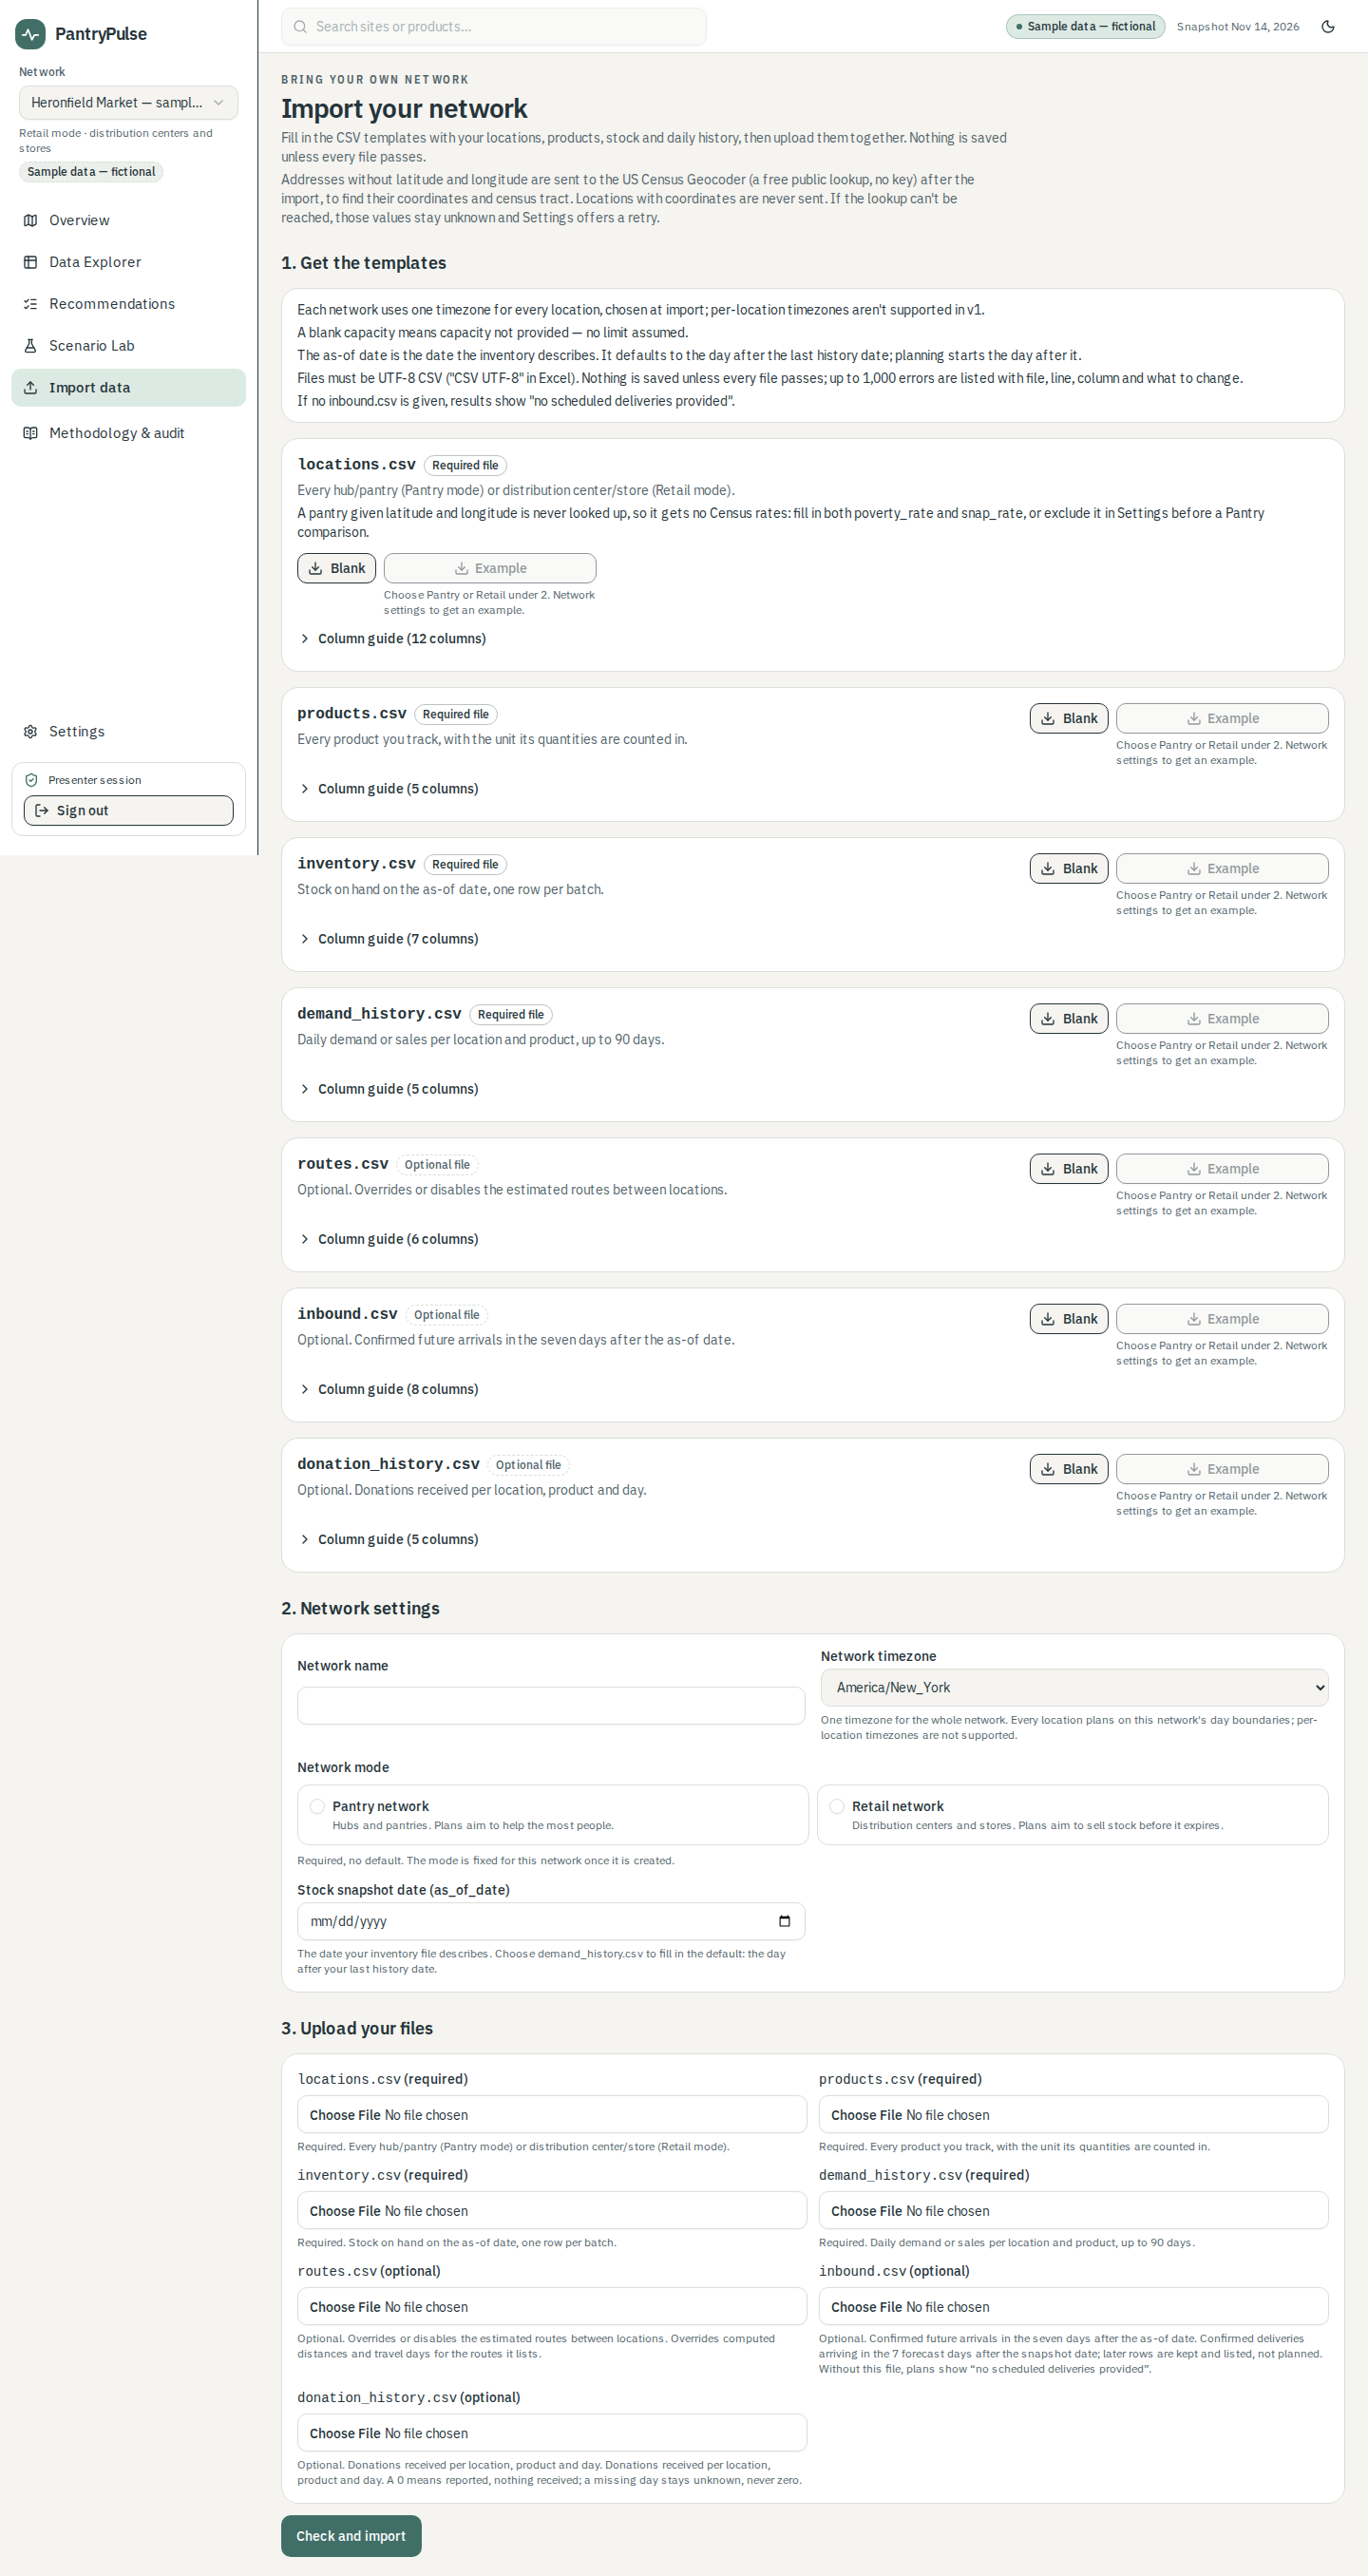 PantryPulse
Network
Heronfield Market — sampl...
Retail mode · distribution centers and
stores
Sample data — fictional
Overview
Data Explorer
Recommendations
Scenario Lab
Import data
Methodology & audit
Settings
Presenter session
Sign out
Search sites or products...
Sample data — fictional
Snapshot Nov 14, 2026
BRING YOUR OWN NETWORK
Import your network
Fill in the CSV templates with your locations, products, stock and daily history, then upload them together. Nothing is saved
unless every file passes.
Addresses without latitude and longitude are sent to the US Census Geocoder (a free public lookup, no key) after the
import, to find their coordinates and census tract. Locations with coordinates are never sent. If the lookup can't be
reached, those values stay unknown and Settings offers a retry.
1. Get the templates
Each network uses one timezone for every location, chosen at import; per-location timezones aren't supported in v1.
A blank capacity means capacity not provided — no limit assumed.
The as-of date is the date the inventory describes. It defaults to the day after the last history date; planning starts the day after it.
Files must be UTF-8 CSV ("CSV UTF-8" in Excel). Nothing is saved unless every file passes; up to 1,000 errors are listed with file, line, column and what to change.
If no inbound.csv is given, results show "no scheduled deliveries provided".
locations.csv Required file
Every hub/pantry (Pantry mode) or distribution center/store (Retail mode).
A pantry given latitude and longitude is never looked up, so it gets no Census rates: fill in both poverty_rate and snap_rate, or exclude it in Settings before a Pantry
comparison.
Blank Example
Choose Pantry or Retail under 2. Network
settings to get an example.
Column guide (12 columns)
products.csv Required file
Every product you track, with the unit its quantities are counted in.
Blank Example
Choose Pantry or Retail under 2. Network
settings to get an example.
Column guide (5 columns)
inventory.csv Required file
Stock on hand on the as-of date, one row per batch.
Blank Example
Choose Pantry or Retail under 2. Network
settings to get an example.
Column guide (7 columns)
demand_history.csv Required file
Daily demand or sales per location and product, up to 90 days.
Blank Example
Choose Pantry or Retail under 2. Network
settings to get an example.
Column guide (5 columns)
routes.csv Optional file
Optional. Overrides or disables the estimated routes between locations.
Blank Example
Choose Pantry or Retail under 2. Network
settings to get an example.
Column guide (6 columns)
inbound.csv Optional file
Optional. Confirmed future arrivals in the seven days after the as-of date.
Blank Example
Choose Pantry or Retail under 2. Network
settings to get an example.
Column guide (8 columns)
donation_history.csv Optional file
Optional. Donations received per location, product and day.
Blank Example
Choose Pantry or Retail under 2. Network
settings to get an example.
Column guide (5 columns)
2. Network settings
Network name
Network timezone
America/New_York
One timezone for the whole network. Every location plans on this network's day boundaries; per-
location timezones are not supported.
Network mode
Pantry network
Hubs and pantries. Plans aim to help the most people.
Retail network
Distribution centers and stores. Plans aim to sell stock before it expires.
Required, no default. The mode is fixed for this network once it is created.
Stock snapshot date (as_of_date)
mm/dd/yyyy
The date your inventory file describes. Choose demand_history.csv to fill in the default: the day
after your last history date.
3. Upload your files
locations.csv (required)
Choose File No file chosen
Required. Every hub/pantry (Pantry mode) or distribution center/store (Retail mode).
products.csv (required)
Choose File No file chosen
Required. Every product you track, with the unit its quantities are counted in.
inventory.csv (required)
Choose File No file chosen
Required. Stock on hand on the as-of date, one row per batch.
demand_history.csv (required)
Choose File No file chosen
Required. Daily demand or sales per location and product, up to 90 days.
routes.csv (optional)
Choose File No file chosen
Optional. Overrides or disables the estimated routes between locations. Overrides computed
distances and travel days for the routes it lists.
inbound.csv (optional)
Choose File No file chosen
Optional. Confirmed future arrivals in the seven days after the as-of date. Confirmed deliveries
arriving in the 7 forecast days after the snapshot date; later rows are kept and listed, not planned.
Without this file, plans show “no scheduled deliveries provided”.
donation_history.csv (optional)
Choose File No file chosen
Optional. Donations received per location, product and day. Donations received per location,
product and day. A 0 means reported, nothing received; a missing day stays unknown, never zero.
Check and import